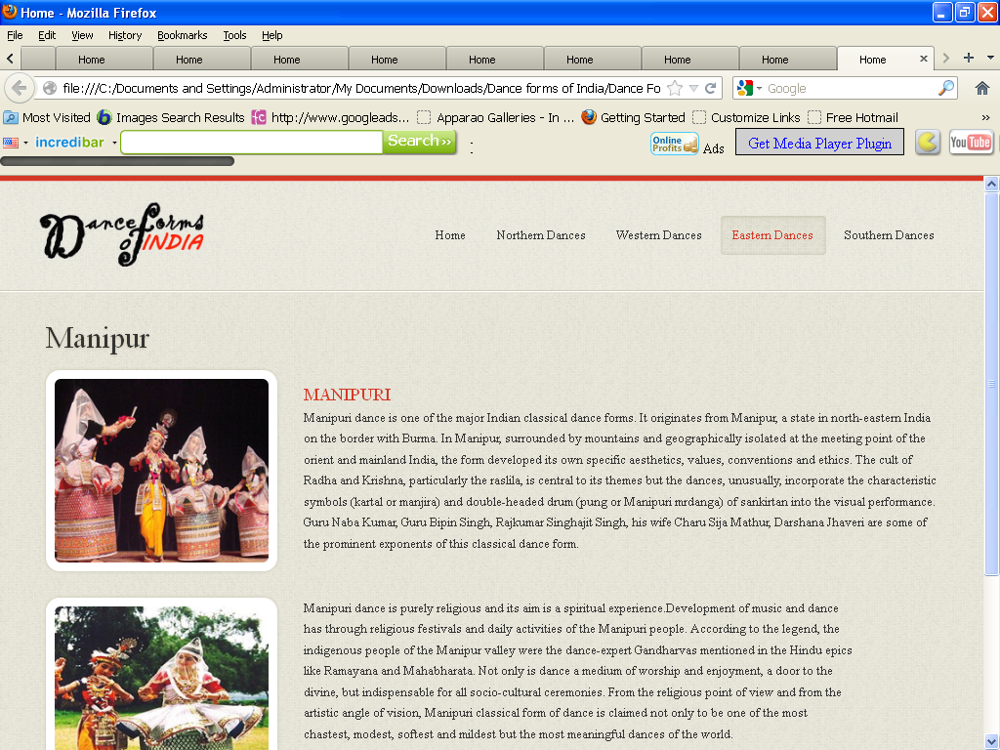 Home - Mozilla Firefox
File Edit View History Bookmarks Tools Help
Home Home Home Home Home Home Home Home Home
file:///C:/Documents and Settings/Administrator/My Documents/Downloads/Dance forms of India/Dance Fo Google
Most Visited Images Search Results http://www.googleads... Apparao Galleries - In ... Getting Started Customize Links Free Hotmail »
incredibar Search›› : Online Profits Ads Get Media Player Plugin YouTube
Dance forms of INDIA
Home Northern Dances Western Dances Eastern Dances Southern Dances
Manipur
MANIPURI
Manipuri dance is one of the major Indian classical dance forms. It originates from Manipur, a state in north-eastern India
on the border with Burma. In Manipur, surrounded by mountains and geographically isolated at the meeting point of the
orient and mainland India, the form developed its own specific aesthetics, values, conventions and ethics. The cult of
Radha and Krishna, particularly the raslila, is central to its themes but the dances, unusually, incorporate the characteristic
symbols (kartal or manjira) and double-headed drum (pung or Manipuri mrdanga) of sankirtan into the visual performance.
Guru Naba Kumar, Guru Bipin Singh, Rajkumar Singhajit Singh, his wife Charu Sija Mathur, Darshana Jhaveri are some of
the prominent exponents of this classical dance form.
Manipuri dance is purely religious and its aim is a spiritual experience.Development of music and dance
has through religious festivals and daily activities of the Manipuri people. According to the legend, the
indigenous people of the Manipur valley were the dance-expert Gandharvas mentioned in the Hindu epics
like Ramayana and Mahabharata. Not only is dance a medium of worship and enjoyment, a door to the
divine, but indispensable for all socio-cultural ceremonies. From the religious point of view and from the
artistic angle of vision, Manipuri classical form of dance is claimed not only to be one of the most
chastest, modest, softest and mildest but the most meaningful dances of the world.